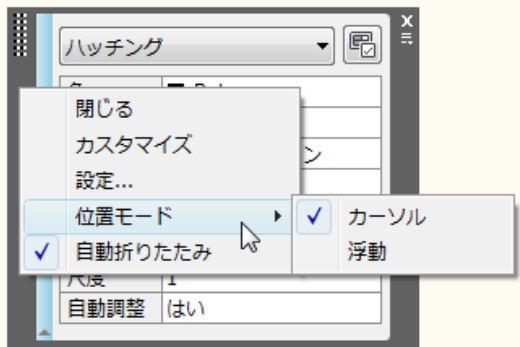 ハッチング
閉じる
カスタマイズ
設定...
位置モード
カーソル
自動折りたたみ
浮動
ン
尺度 1
自動調整 はい